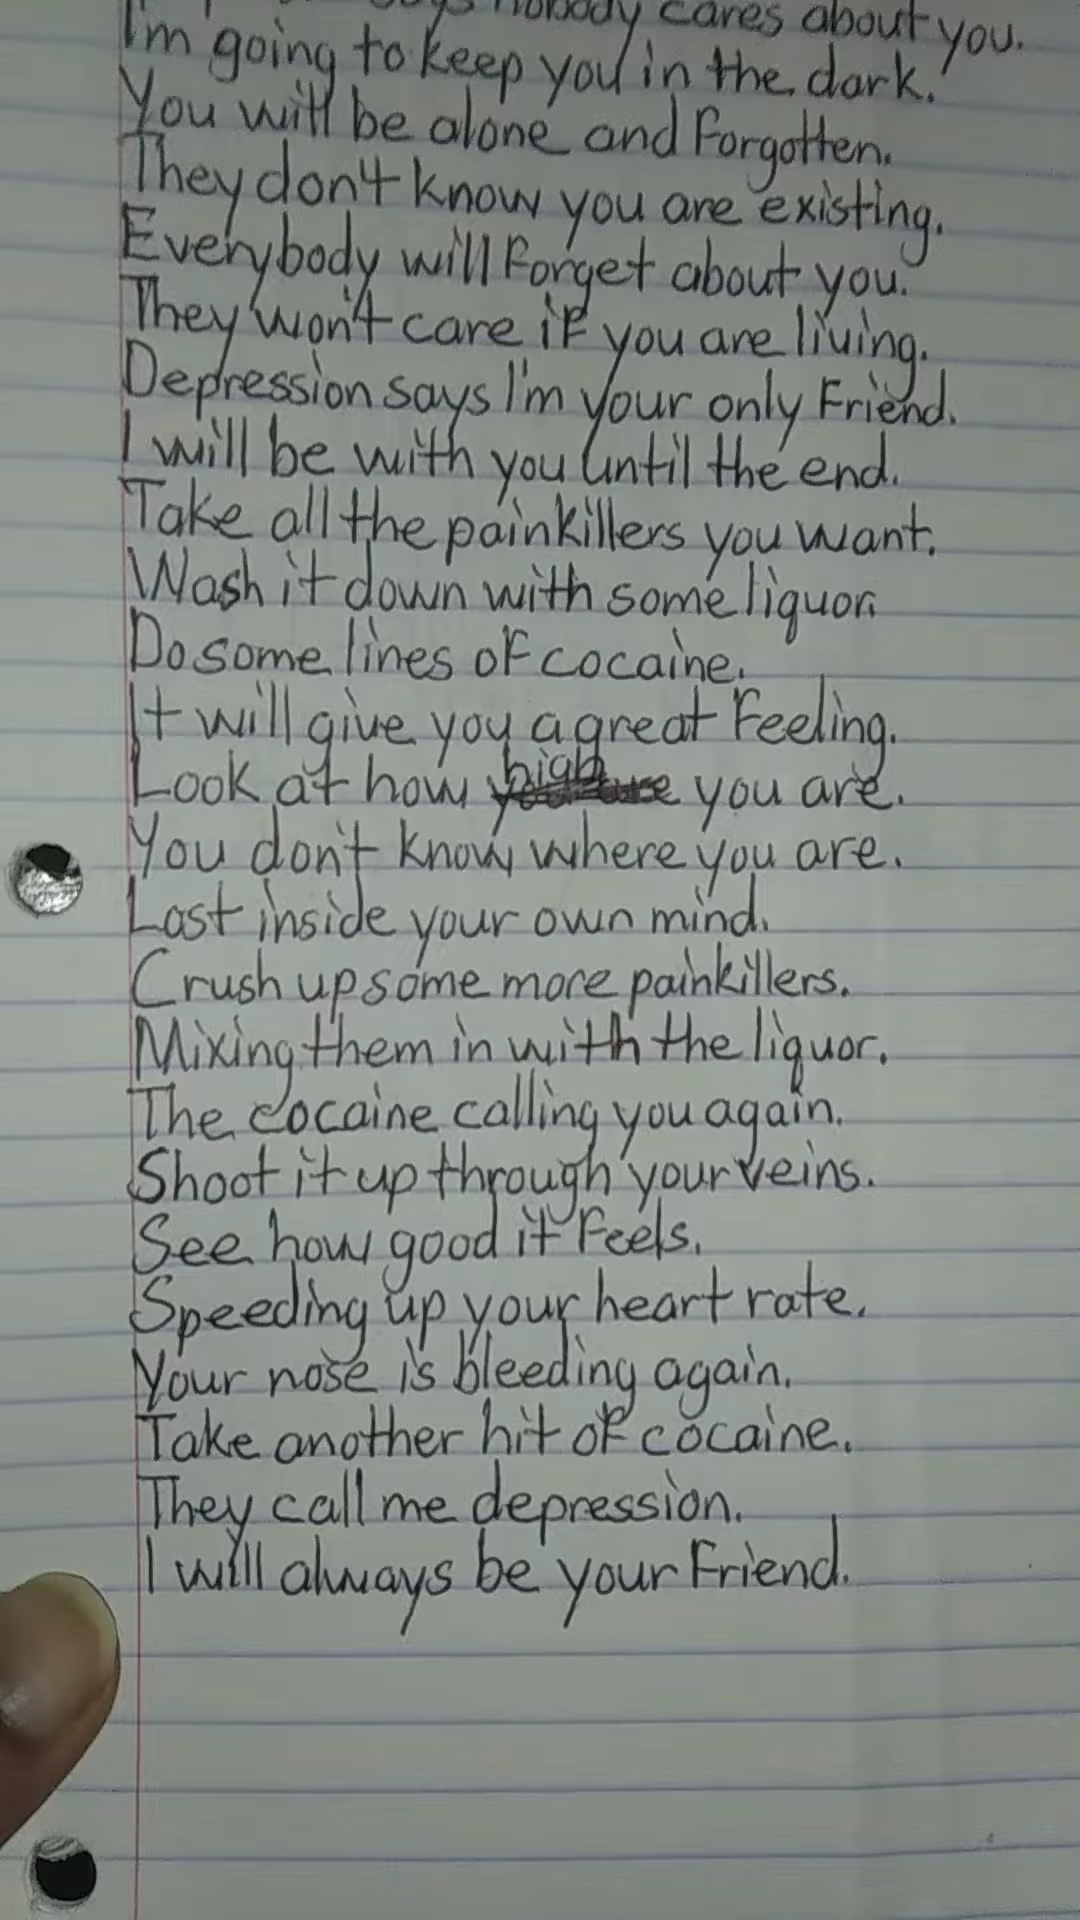 nobody cares about you.
I'm going to keep you in the dark.
You will be alone and forgotten.
They don't know you are existing.
Everybody will forget about you.
They won't care if you are living.
Depression says I'm your only friend.
I will be with you until the end.
Take all the painkillers you want.
Wash it down with some liquor.
Do some lines of cocaine.
It will give you a great feeling.
Look at how high you are.
You don't know where you are.
Lost inside your own mind.
Crush up some more painkillers.
Mixing them in with the liquor.
The cocaine calling you again.
Shoot it up through your veins.
See how good it feels.
Speeding up your heart rate.
Your nose is bleeding again.
Take another hit of cocaine.
They call me depression.
I will always be your friend.